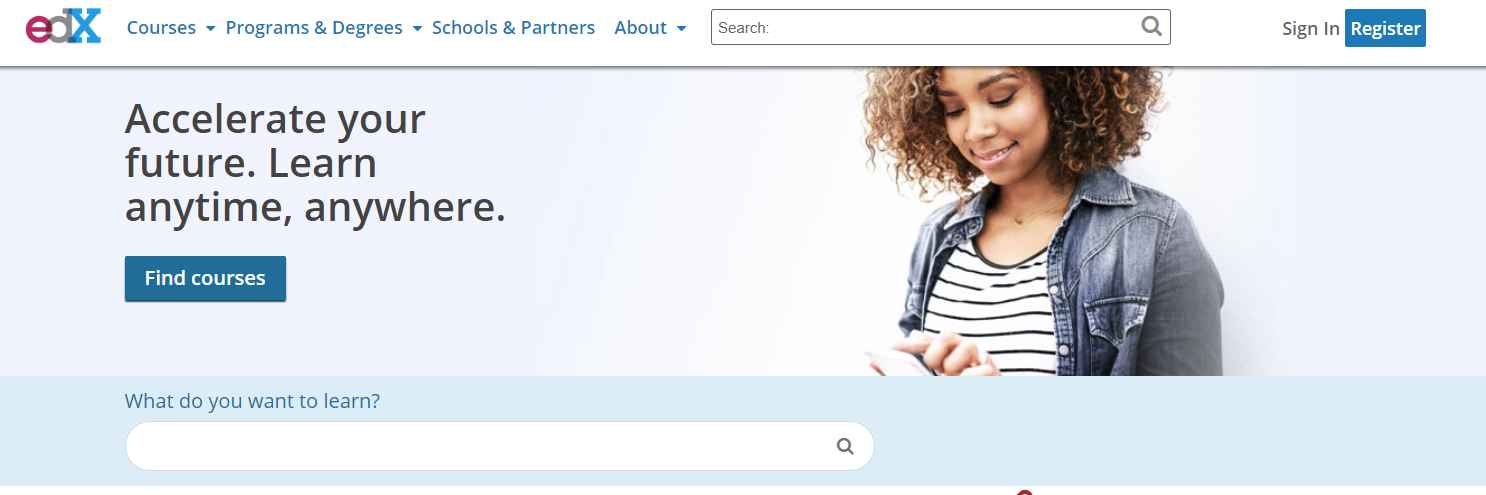 edX Courses Programs & Degrees Schools & Partners About Search: Sign In Register
Accelerate your
future. Learn
anytime, anywhere.
Find courses
What do you want to learn?